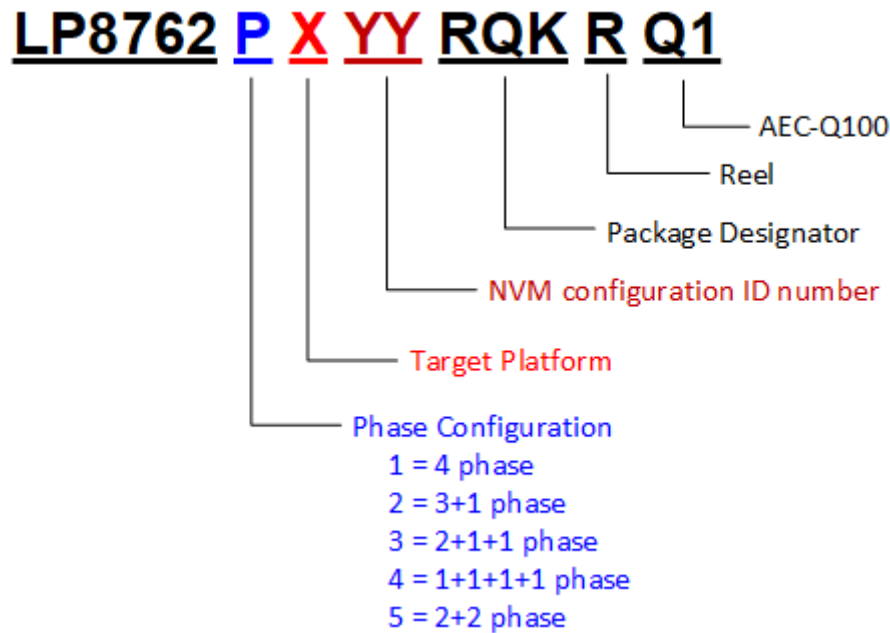 LP8762 P X YY RQK R Q1
AEC-Q100
Reel
Package Designator
NVM configuration ID number
Target Platform
Phase Configuration
1 = 4 phase
2 = 3+1 phase
3 = 2+1+1 phase
4 = 1+1+1+1 phase
5 = 2+2 phase